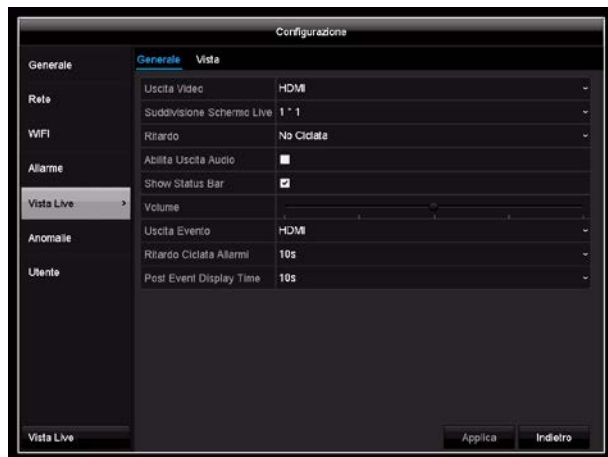 Configurazione
Generale
Rete
WIFI
Allarme
Vista Live >
Anomalie
Utente
Vista Live
Generale Vista
Uscita Video HDMI
Suddivisione Schermo Live 1 * 1
Ritardo No Ciclata
Abilita Uscita Audio
Show Status Bar
Volume
Uscita Evento HDMI
Ritardo Ciclata Allarmi 10s
Post Event Display Time 10s
Applica Indietro